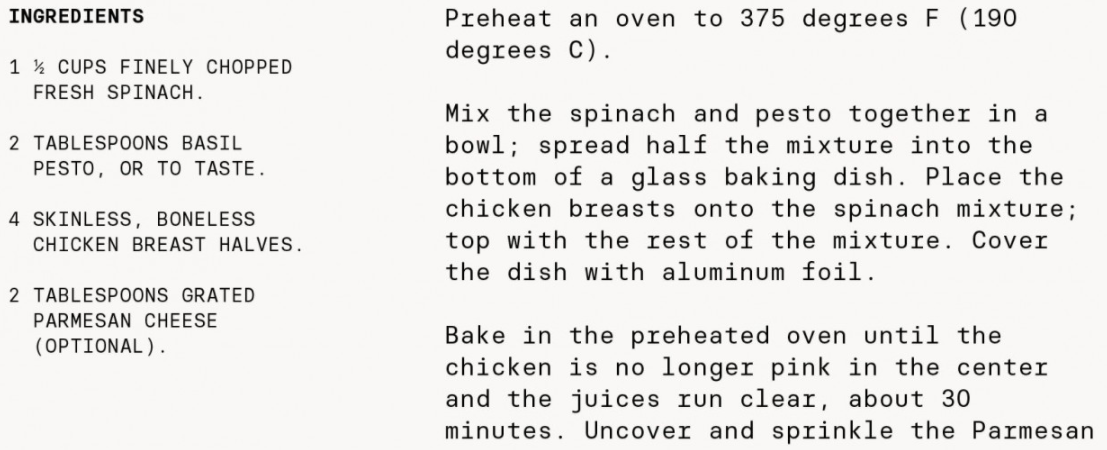 INGREDIENTS
1 ½ CUPS FINELY CHOPPED
FRESH SPINACH.
2 TABLESPOONS BASIL
PESTO, OR TO TASTE.
4 SKINLESS, BONELESS
CHICKEN BREAST HALVES.
2 TABLESPOONS GRATED
PARMESAN CHEESE
(OPTIONAL).
Preheat an oven to 375 degrees F (190
degrees C).
Mix the spinach and pesto together in a
bowl; spread half the mixture into the
bottom of a glass baking dish. Place the
chicken breasts onto the spinach mixture;
top with the rest of the mixture. Cover
the dish with aluminum foil.
Bake in the preheated oven until the
chicken is no longer pink in the center
and the juices run clear, about 30
minutes. Uncover and sprinkle the Parmesan